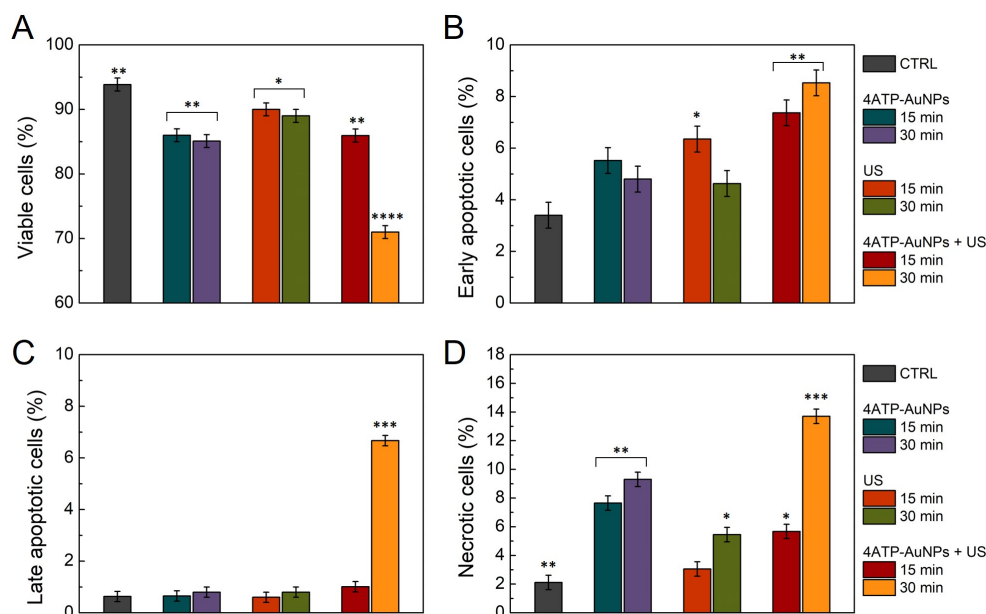 A
B
100
90
80
70
60
Viable cells (%)
**
**
*
**
****
10
8
6
4
2
0
Early apoptotic cells (%)
*
**
CTRL
4ATP-AuNPs
15 min
30 min
US
15 min
30 min
4ATP-AuNPs + US
15 min
30 min
C
D
10
8
6
4
2
0
Late apoptotic cells (%)
***
18
16
14
12
10
8
6
4
2
0
Necrotic cells (%)
**
**
*
*
***
CTRL
4ATP-AuNPs
15 min
30 min
US
15 min
30 min
4ATP-AuNPs + US
15 min
30 min